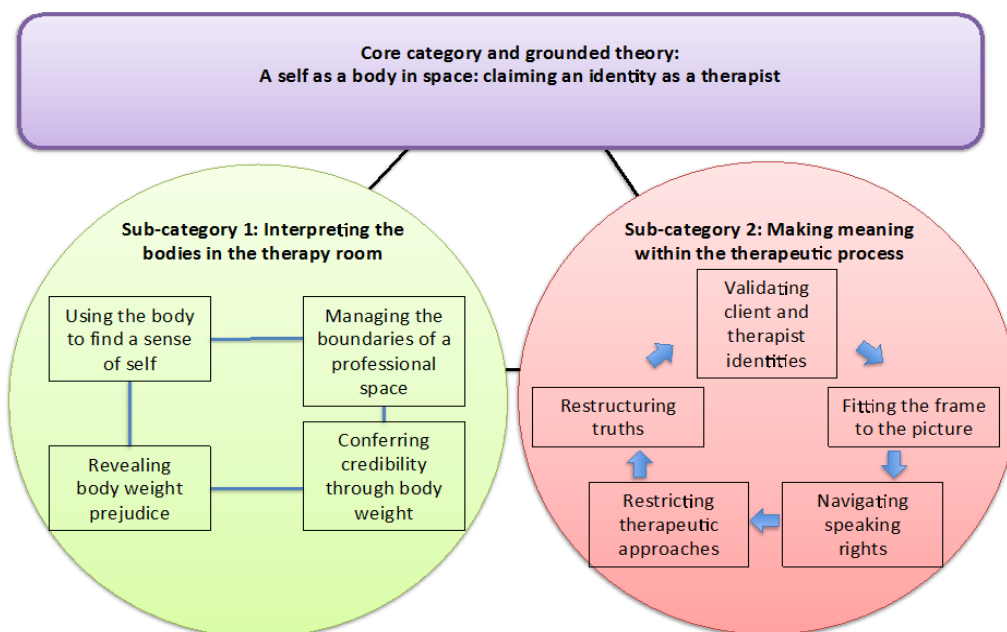 Core category and grounded theory:
A self as a body in space: claiming an identity as a therapist
Sub-category 1: Interpreting the
bodies in the therapy room
Using the body
to find a sense
of self
Managing the
boundaries of a
professional
space
Revealing
body weight
prejudice
Conferring
credibility
through body
weight
Sub-category 2: Making meaning
within the therapeutic process
Validating
client and
therapist
identities
Fitting the frame
to the picture
Navigating
speaking
rights
Restricting
therapeutic
approaches
Restructuring
truths